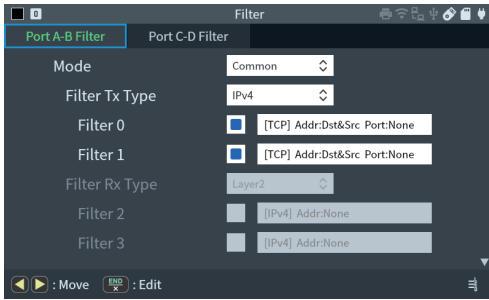 0 Filter
Port A-B Filter Port C-D Filter
Mode Common
Filter Tx Type IPv4
Filter 0 [TCP] Addr:Dst&Src Port:None
Filter 1 [TCP] Addr:Dst&Src Port:None
Filter Rx Type Layer2
Filter 2 [IPv4] Addr:None
Filter 3 [IPv4] Addr:None
: Move END × : Edit